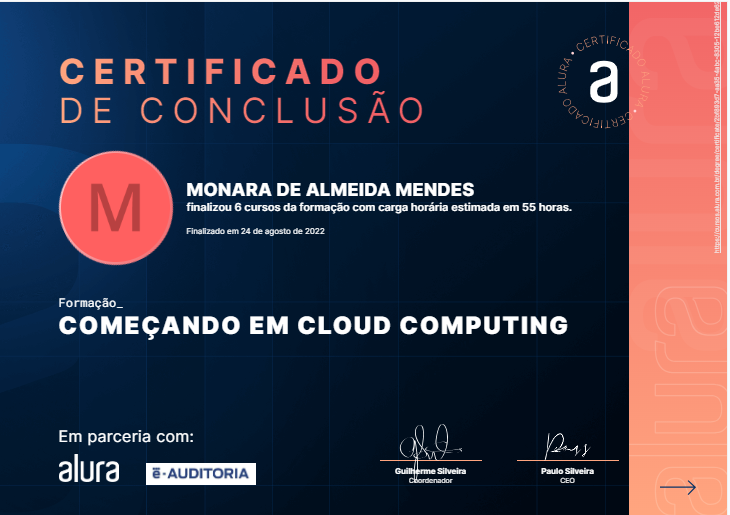 CERTIFICADO
DE CONCLUSÃO
ALURA • CERTIFICADO ALURA • CERTIFICADO
a
M
MONARA DE ALMEIDA MENDES
finalizou 6 cursos da formação com carga horária estimada em 55 horas.
Finalizado em 24 de agosto de 2022
Formação_
COMEÇANDO EM CLOUD COMPUTING
Em parceria com:
alura
ē·AUDITORIA
Guilherme Silveira
Coordenador
Paulo Silveira
CEO
alura